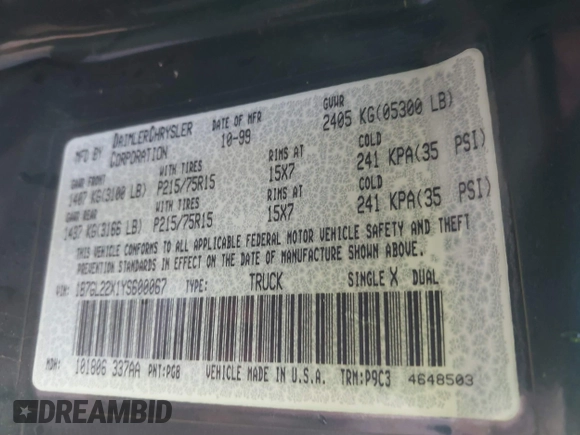 MFD BY DAIMLERCHRYSLER CORPORATION
DATE OF MFR 10-99
GVWR 2405 KG(05300 LB)
GAWR FRONT WITH TIRES RIMS AT COLD
1407 KG(3100 LB) P215/75R15 15X7 241 KPA(35 PSI)
GAWR REAR WITH TIRES RIMS AT COLD
1437 KG(3166 LB) P215/75R15 15X7 241 KPA(35 PSI)
THIS VEHICLE CONFORMS TO ALL APPLICABLE FEDERAL MOTOR VEHICLE SAFETY AND THEFT
PREVENTION STANDARDS IN EFFECT ON THE DATE OF MANUFACTURE SHOWN ABOVE.
VIN: 1B7GL22X1YS600067 TYPE: TRUCK SINGLE X DUAL
MDH: 101806 337AA PNT:PG8 VEHICLE MADE IN U.S.A. TRM:P9C3 4648503
DREAMBID